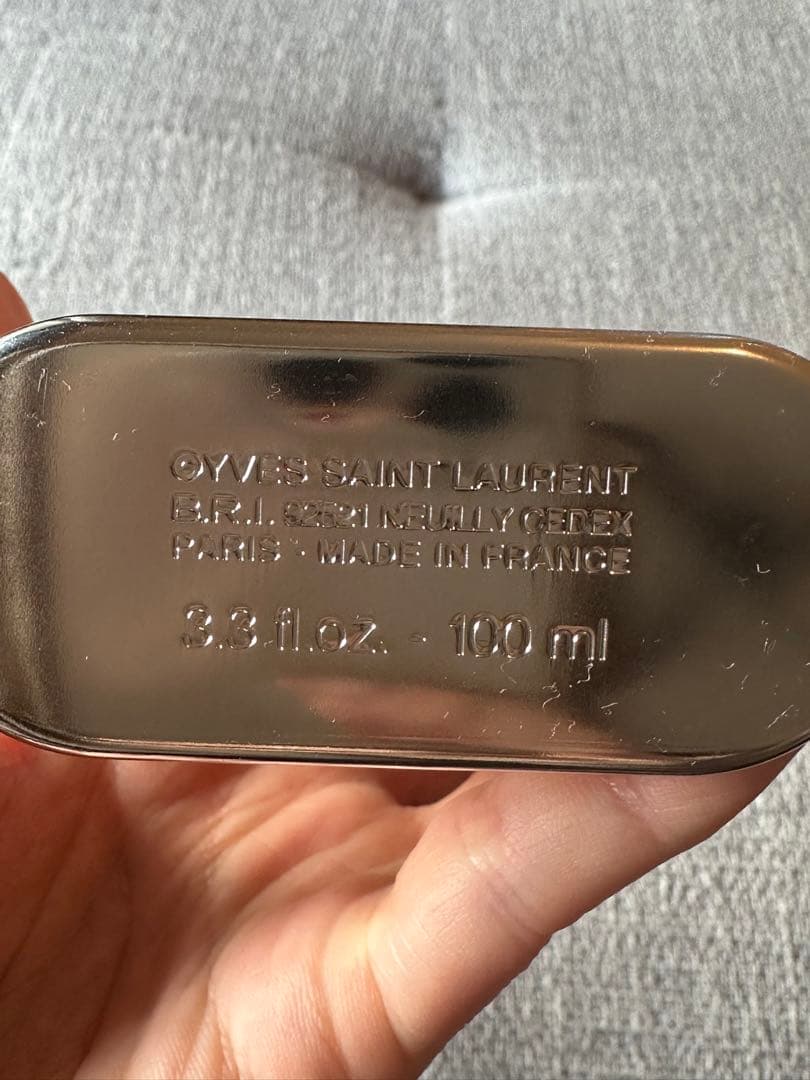 ©YVES SAINT LAURENT
B.R.I. 92521 NEUILLY CEDEX
PARIS - MADE IN FRANCE
3.3 fl.oz. - 100 ml